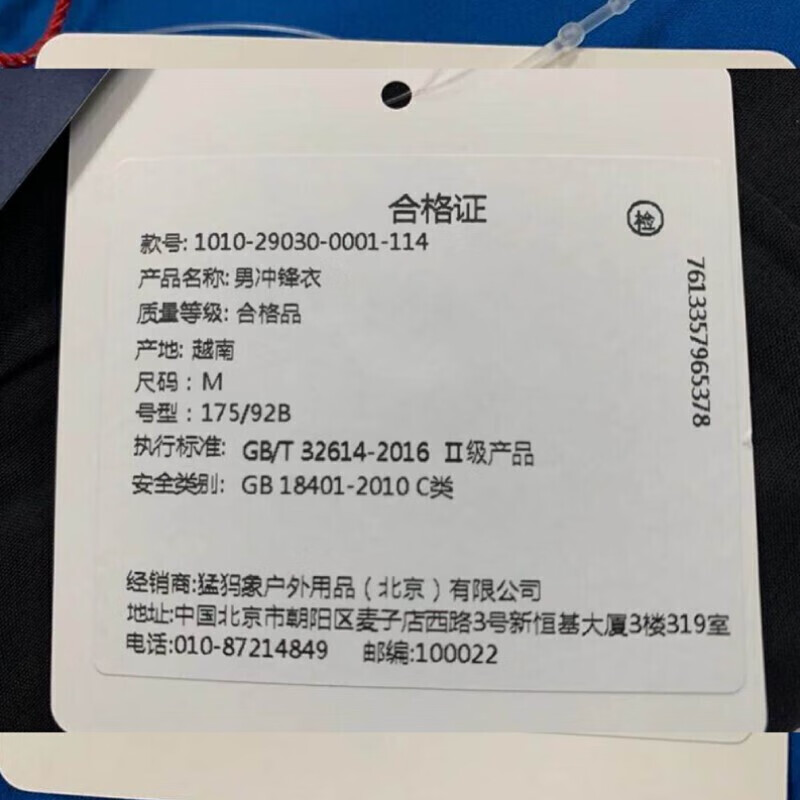 合格证
检
款号: 1010-29030-0001-114
产品名称: 男冲锋衣
质量等级: 合格品
产地: 越南
尺码：M
号型：175/92B
执行标准: GB/T 32614-2016 Ⅱ级产品
安全类别: GB 18401-2010 C类
7613357965378
经销商:猛犸象户外用品（北京）有限公司
地址:中国北京市朝阳区麦子店西路3号新恒基大厦3楼319室
电话:010-87214849 邮编:100022